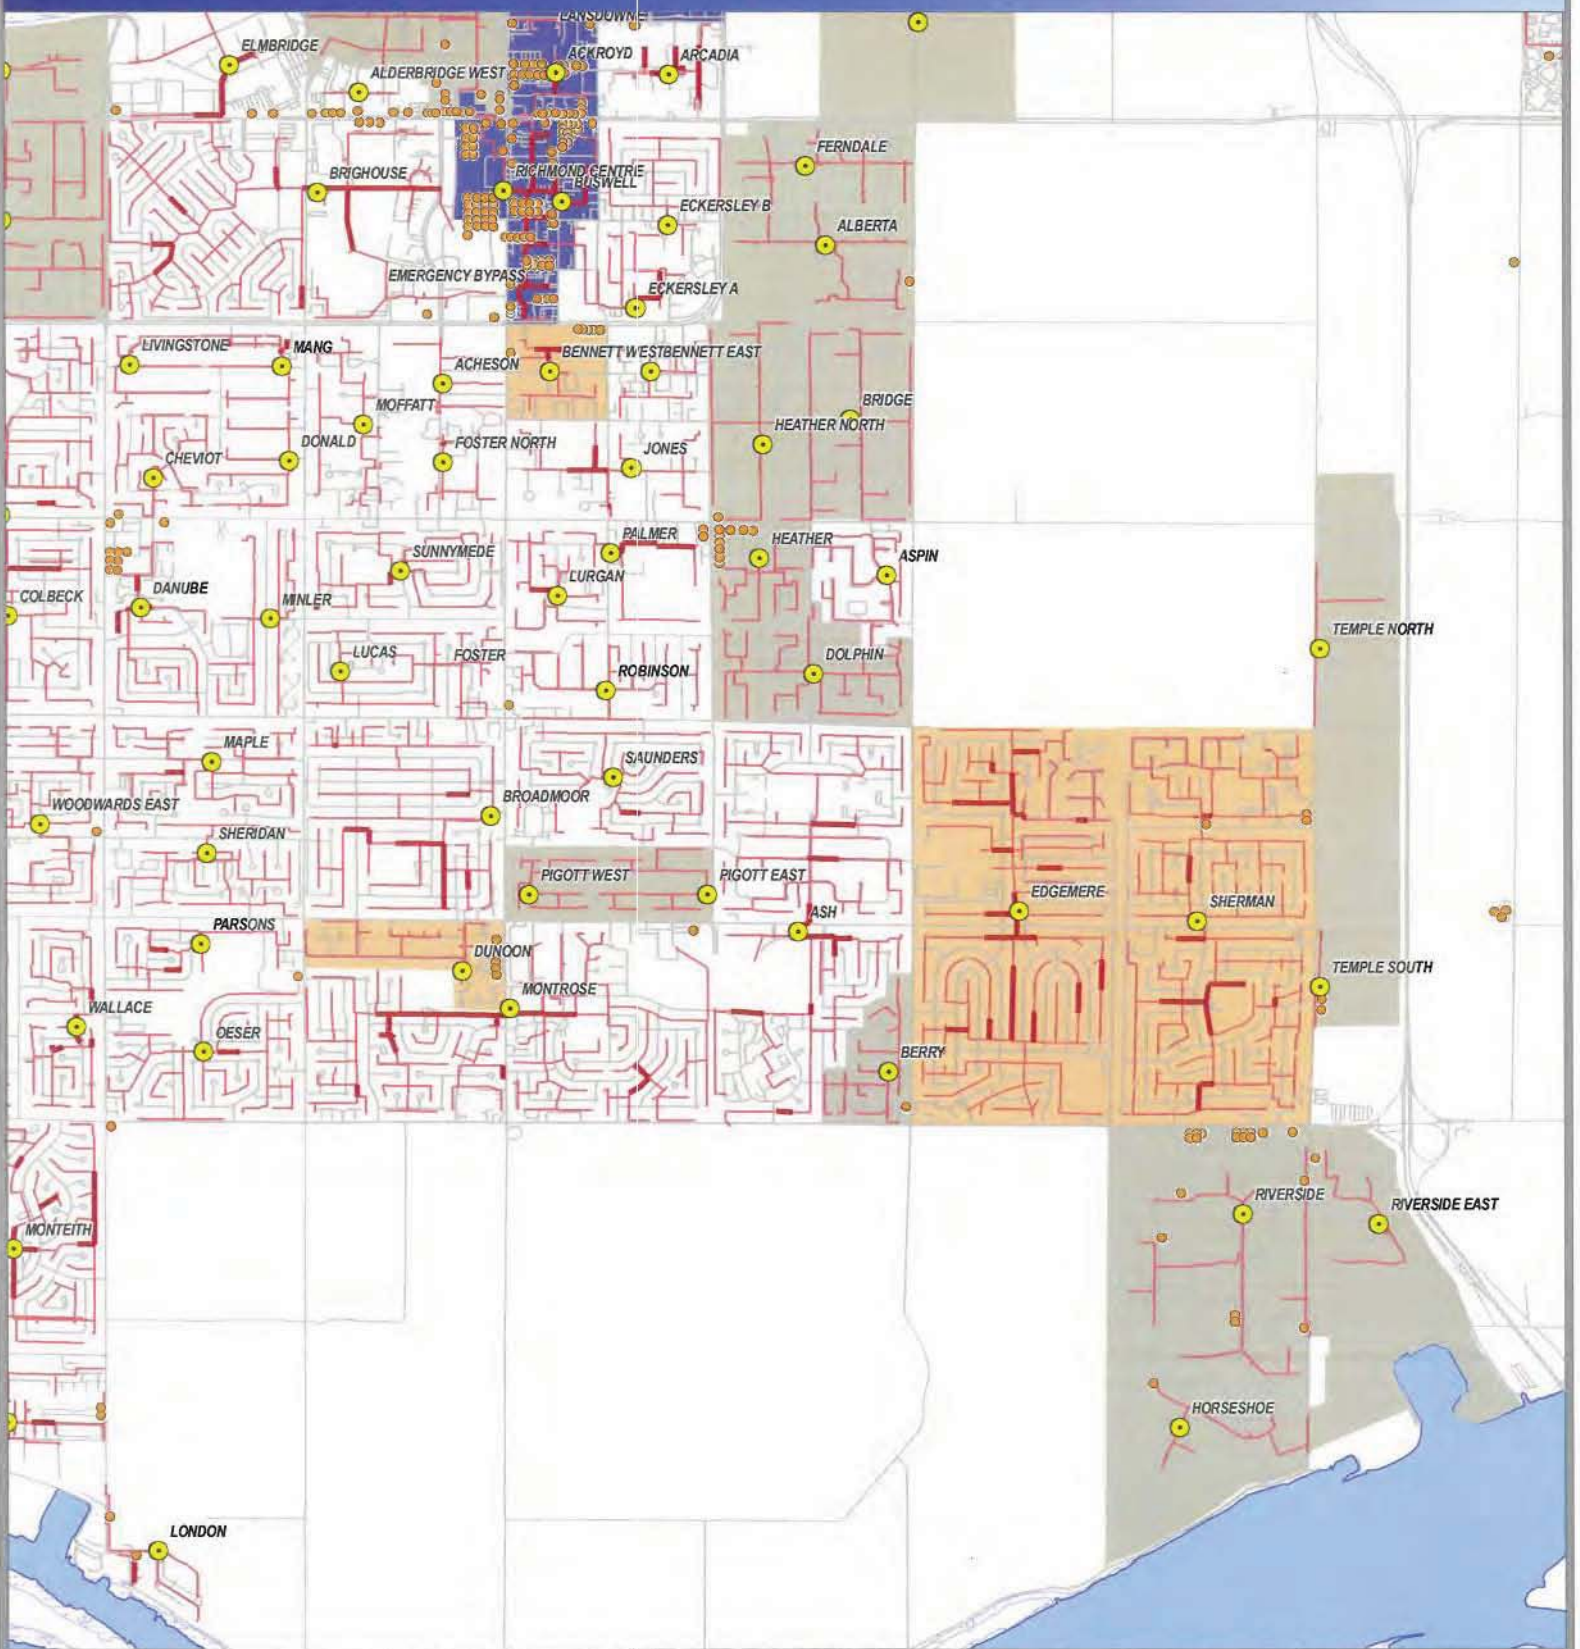 LANSDOWNE
ELMBRIDGE
ACKROYD
ARCADIA
ALDERBRIDGE WEST
FERNDALE
BRIGHOUSE
RICHMOND CENTRE
BUSWELL
ECKERSLEY B
ALBERTA
EMERGENCY BYPASS
ECKERSLEY A
LIVINGSTONE
MANG
ACHESON
BENNETT WEST
BENNETT EAST
MOFFATT
BRIDGE
HEATHER NORTH
DONALD
FOSTER NORTH
JONES
CHEVIOT
PALMER
HEATHER
SUNNYMEDE
ASPIN
LURGAN
DANUBE
COLBECK
MINLER
TEMPLE NORTH
LUCAS
FOSTER
DOLPHIN
ROBINSON
MAPLE
SAUNDERS
BROADMOOR
WOODWARDS EAST
SHERIDAN
PIGOTT WEST
PIGOTT EAST
EDGEMERE
SHERMAN
ASH
PARSONS
DUNOON
TEMPLE SOUTH
MONTROSE
WALLACE
OESER
BERRY
RIVERSIDE
RIVERSIDE EAST
MONTEITH
HORSESHOE
LONDON